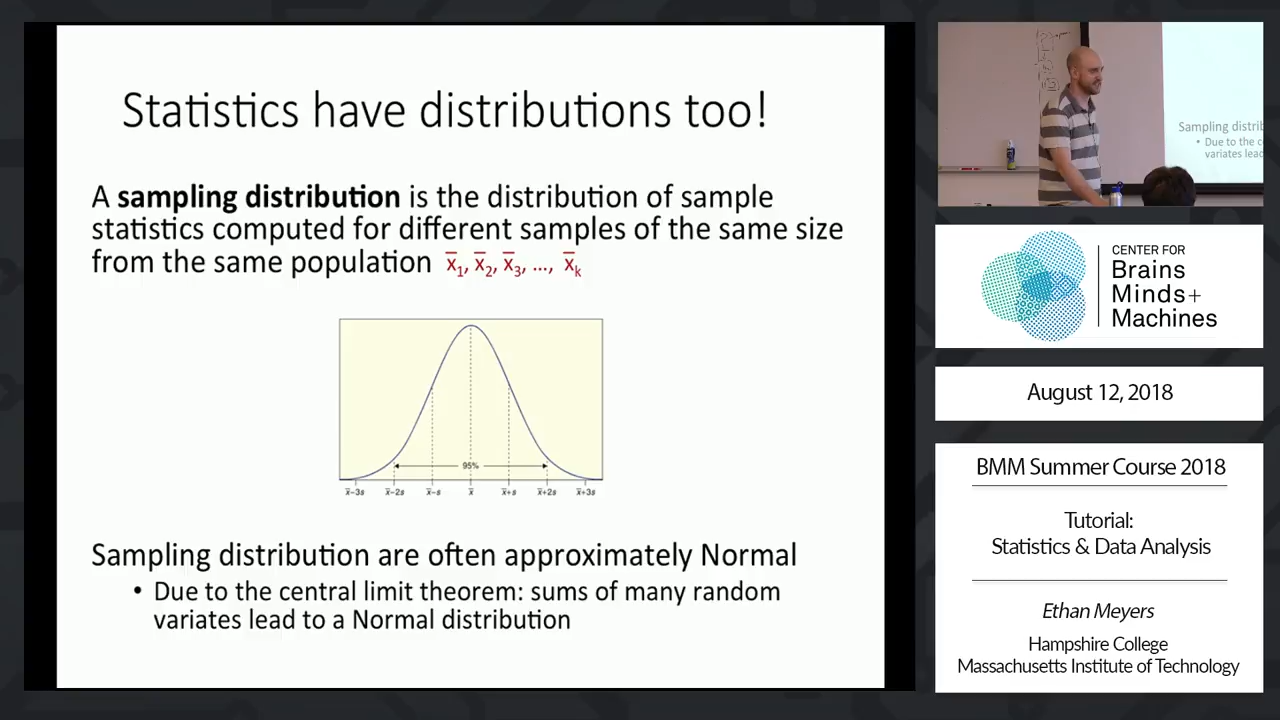 Statistics have distributions too!
A sampling distribution is the distribution of sample
statistics computed for different samples of the same size
from the same population x̄₁, x̄₂, x̄₃, ..., x̄ₖ
95%
x̄−3s x̄−2s x̄−s x̄ x̄+s x̄+2s x̄+3s
Sampling distribution are often approximately Normal
• Due to the central limit theorem: sums of many random
variates lead to a Normal distribution
Sampling distrib
• Due to the c
variates lead
CENTER FOR
Brains
Minds+
Machines
August 12, 2018
BMM Summer Course 2018
Tutorial:
Statistics & Data Analysis
Ethan Meyers
Hampshire College
Massachusetts Institute of Technology